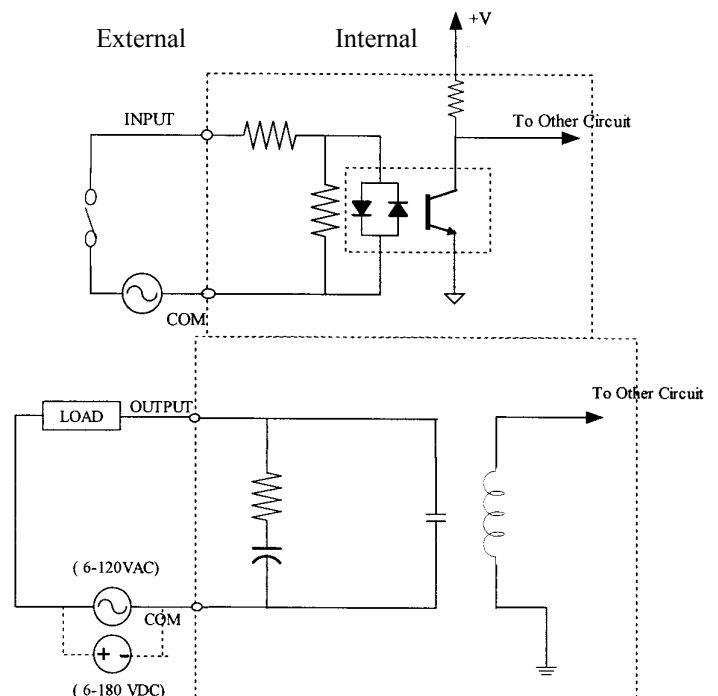 External
Internal
+V
INPUT
To Other Circuit
COM
LOAD
OUTPUT
To Other Circuit
( 6-120VAC)
COM
+ -
( 6-180 VDC)